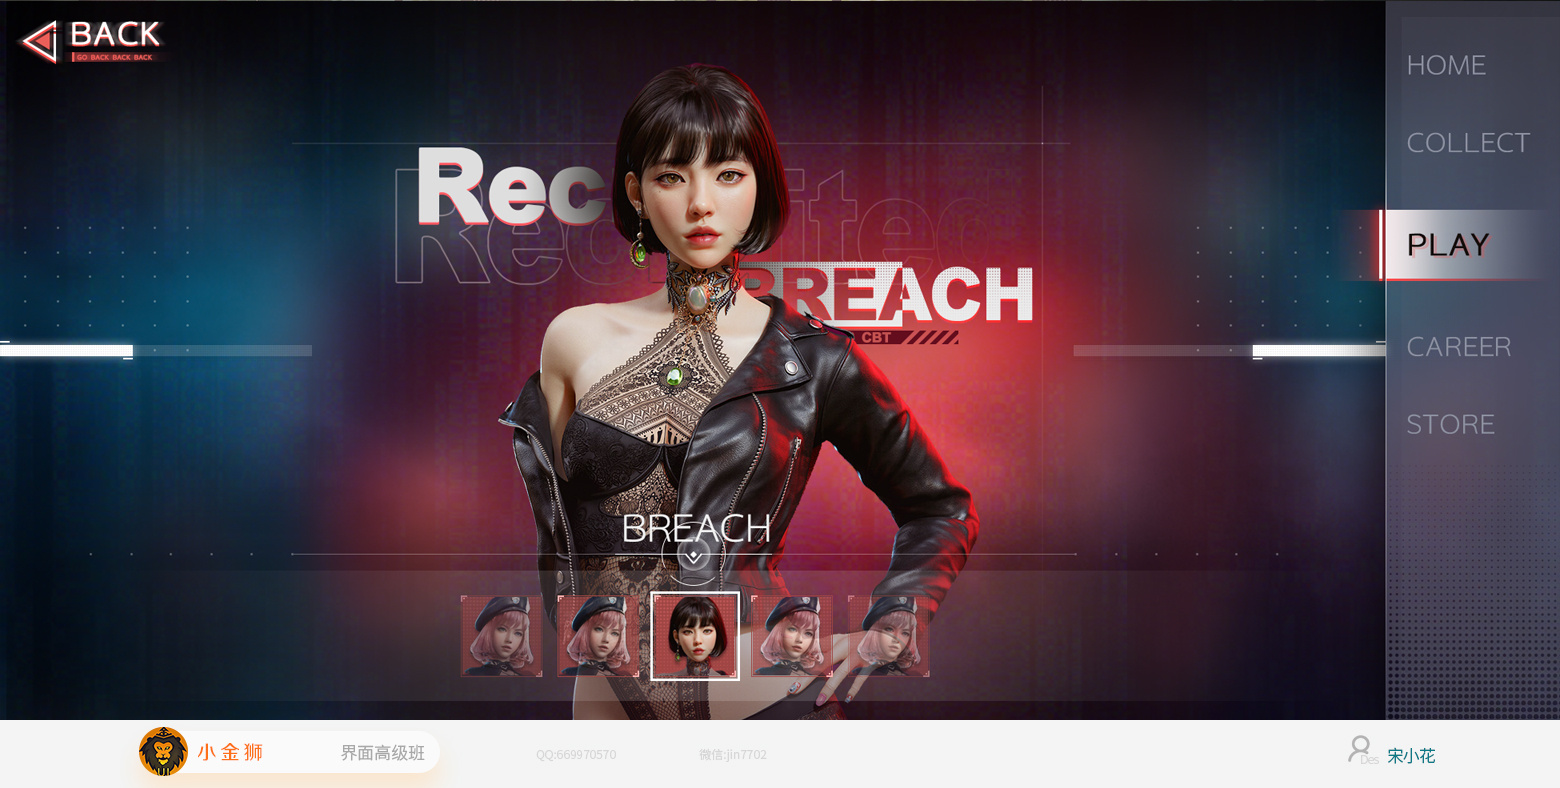 BACK
GO BACK BACK BACK
HOME
COLLECT
PLAY
CAREER
STORE
Rec
BREACH
CBT
BREACH
小金狮
界面高级班
QQ:669970570
微信:jin7702
Des
宋小花